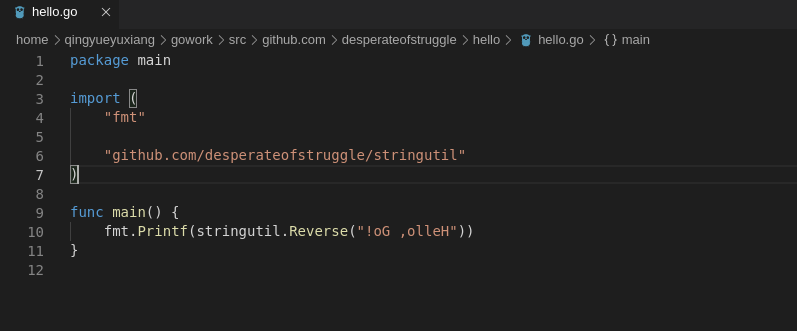 hello.go
home > qingyueyuxiang > gowork > src > github.com > desperateofstruggle > hello > hello.go > { } main
1 package main
2
3 import (
4     "fmt"
5
6     "github.com/desperateofstruggle/stringutil"
7 )
8
9 func main() {
10     fmt.Printf(stringutil.Reverse("!oG ,olleH"))
11 }
12